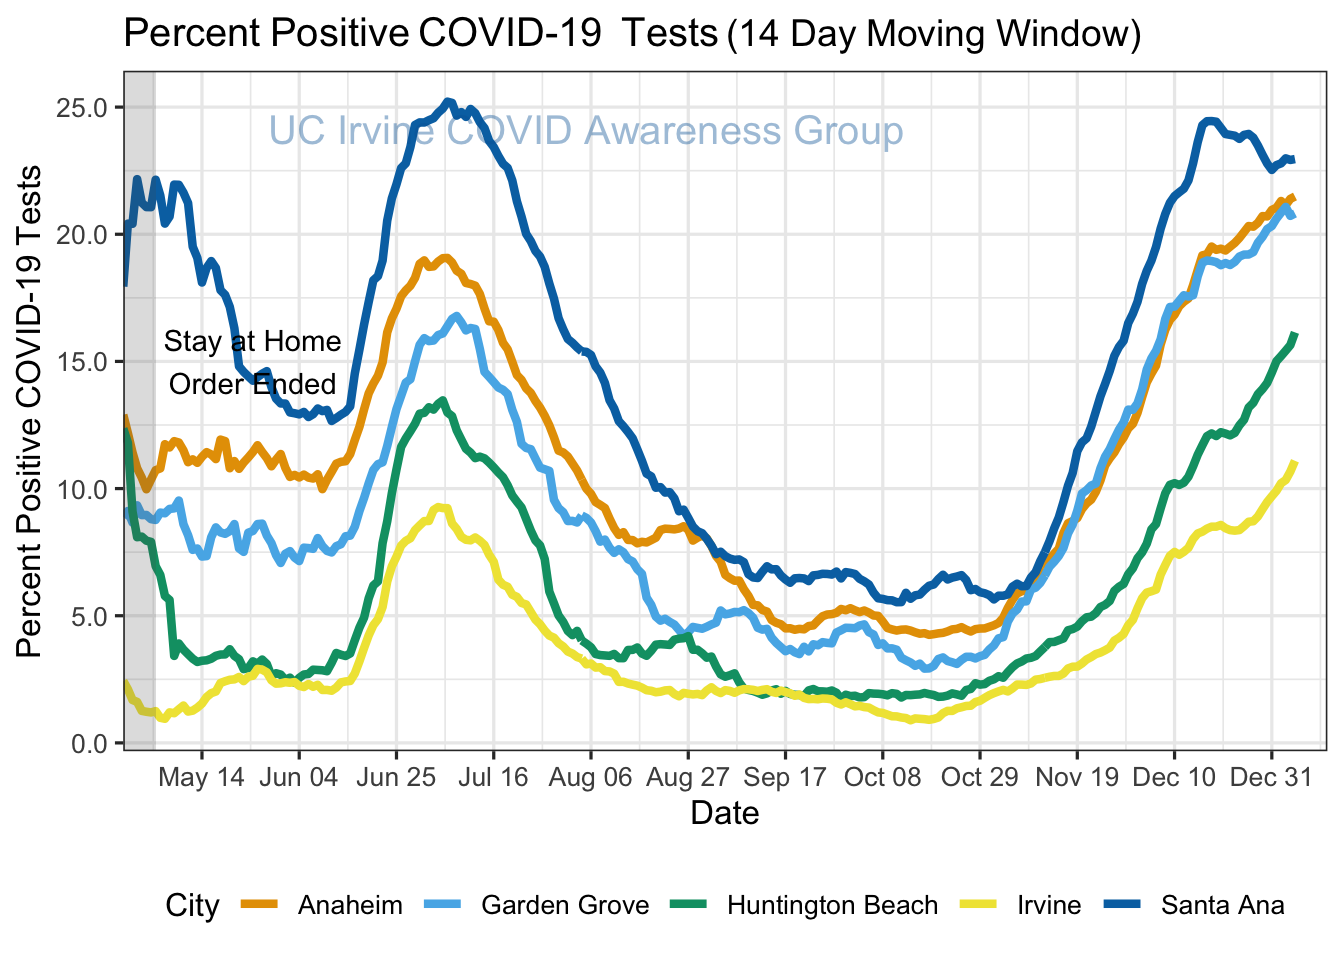 Percent Positive COVID-19 Tests (14 Day Moving Window)
UC Irvine COVID Awareness Group
Percent Positive COVID-19 Tests
25.0
20.0
15.0
10.0
5.0
0.0
Stay at Home
Order Ended
May 14 Jun 04 Jun 25 Jul 16 Aug 06 Aug 27 Sep 17 Oct 08 Oct 29 Nov 19 Dec 10 Dec 31
Date
City Anaheim Garden Grove Huntington Beach Irvine Santa Ana